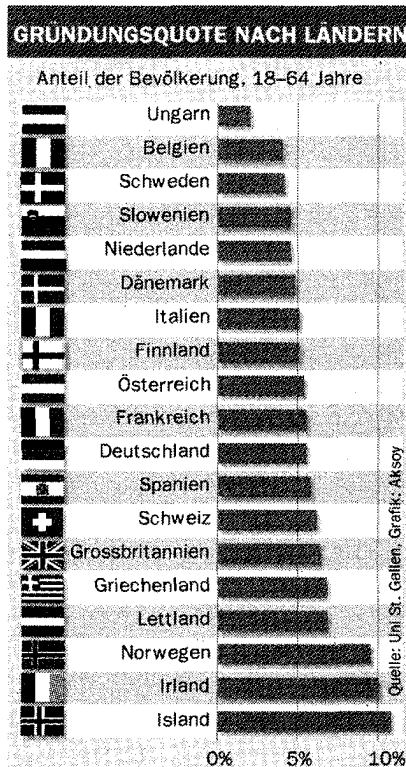 GRÜNDUNGSQUOTE NACH LÄNDERN
Anteil der Bevölkerung, 18–64 Jahre
Ungarn
Belgien
Schweden
Slowenien
Niederlande
Dänemark
Italien
Finnland
Österreich
Frankreich
Deutschland
Spanien
Schweiz
Grossbritannien
Griechenland
Lettland
Norwegen
Irland
Island
0% 5% 10%
Quelle: Uni St. Gallen, Grafik: Aksoy